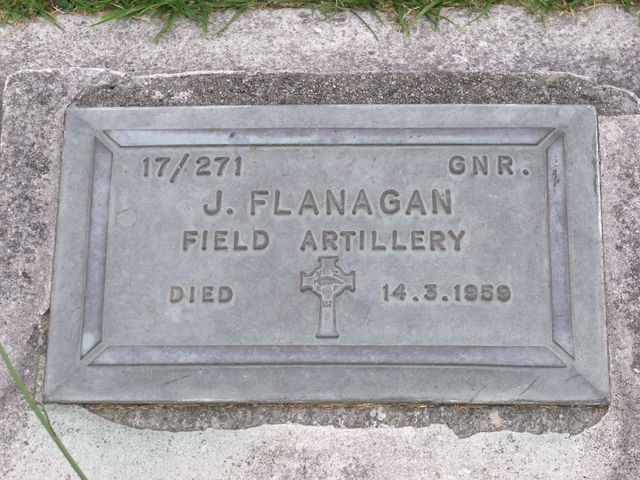 17/271 GNR.
J. FLANAGAN
FIELD ARTILLERY
DIED 14.3.1959